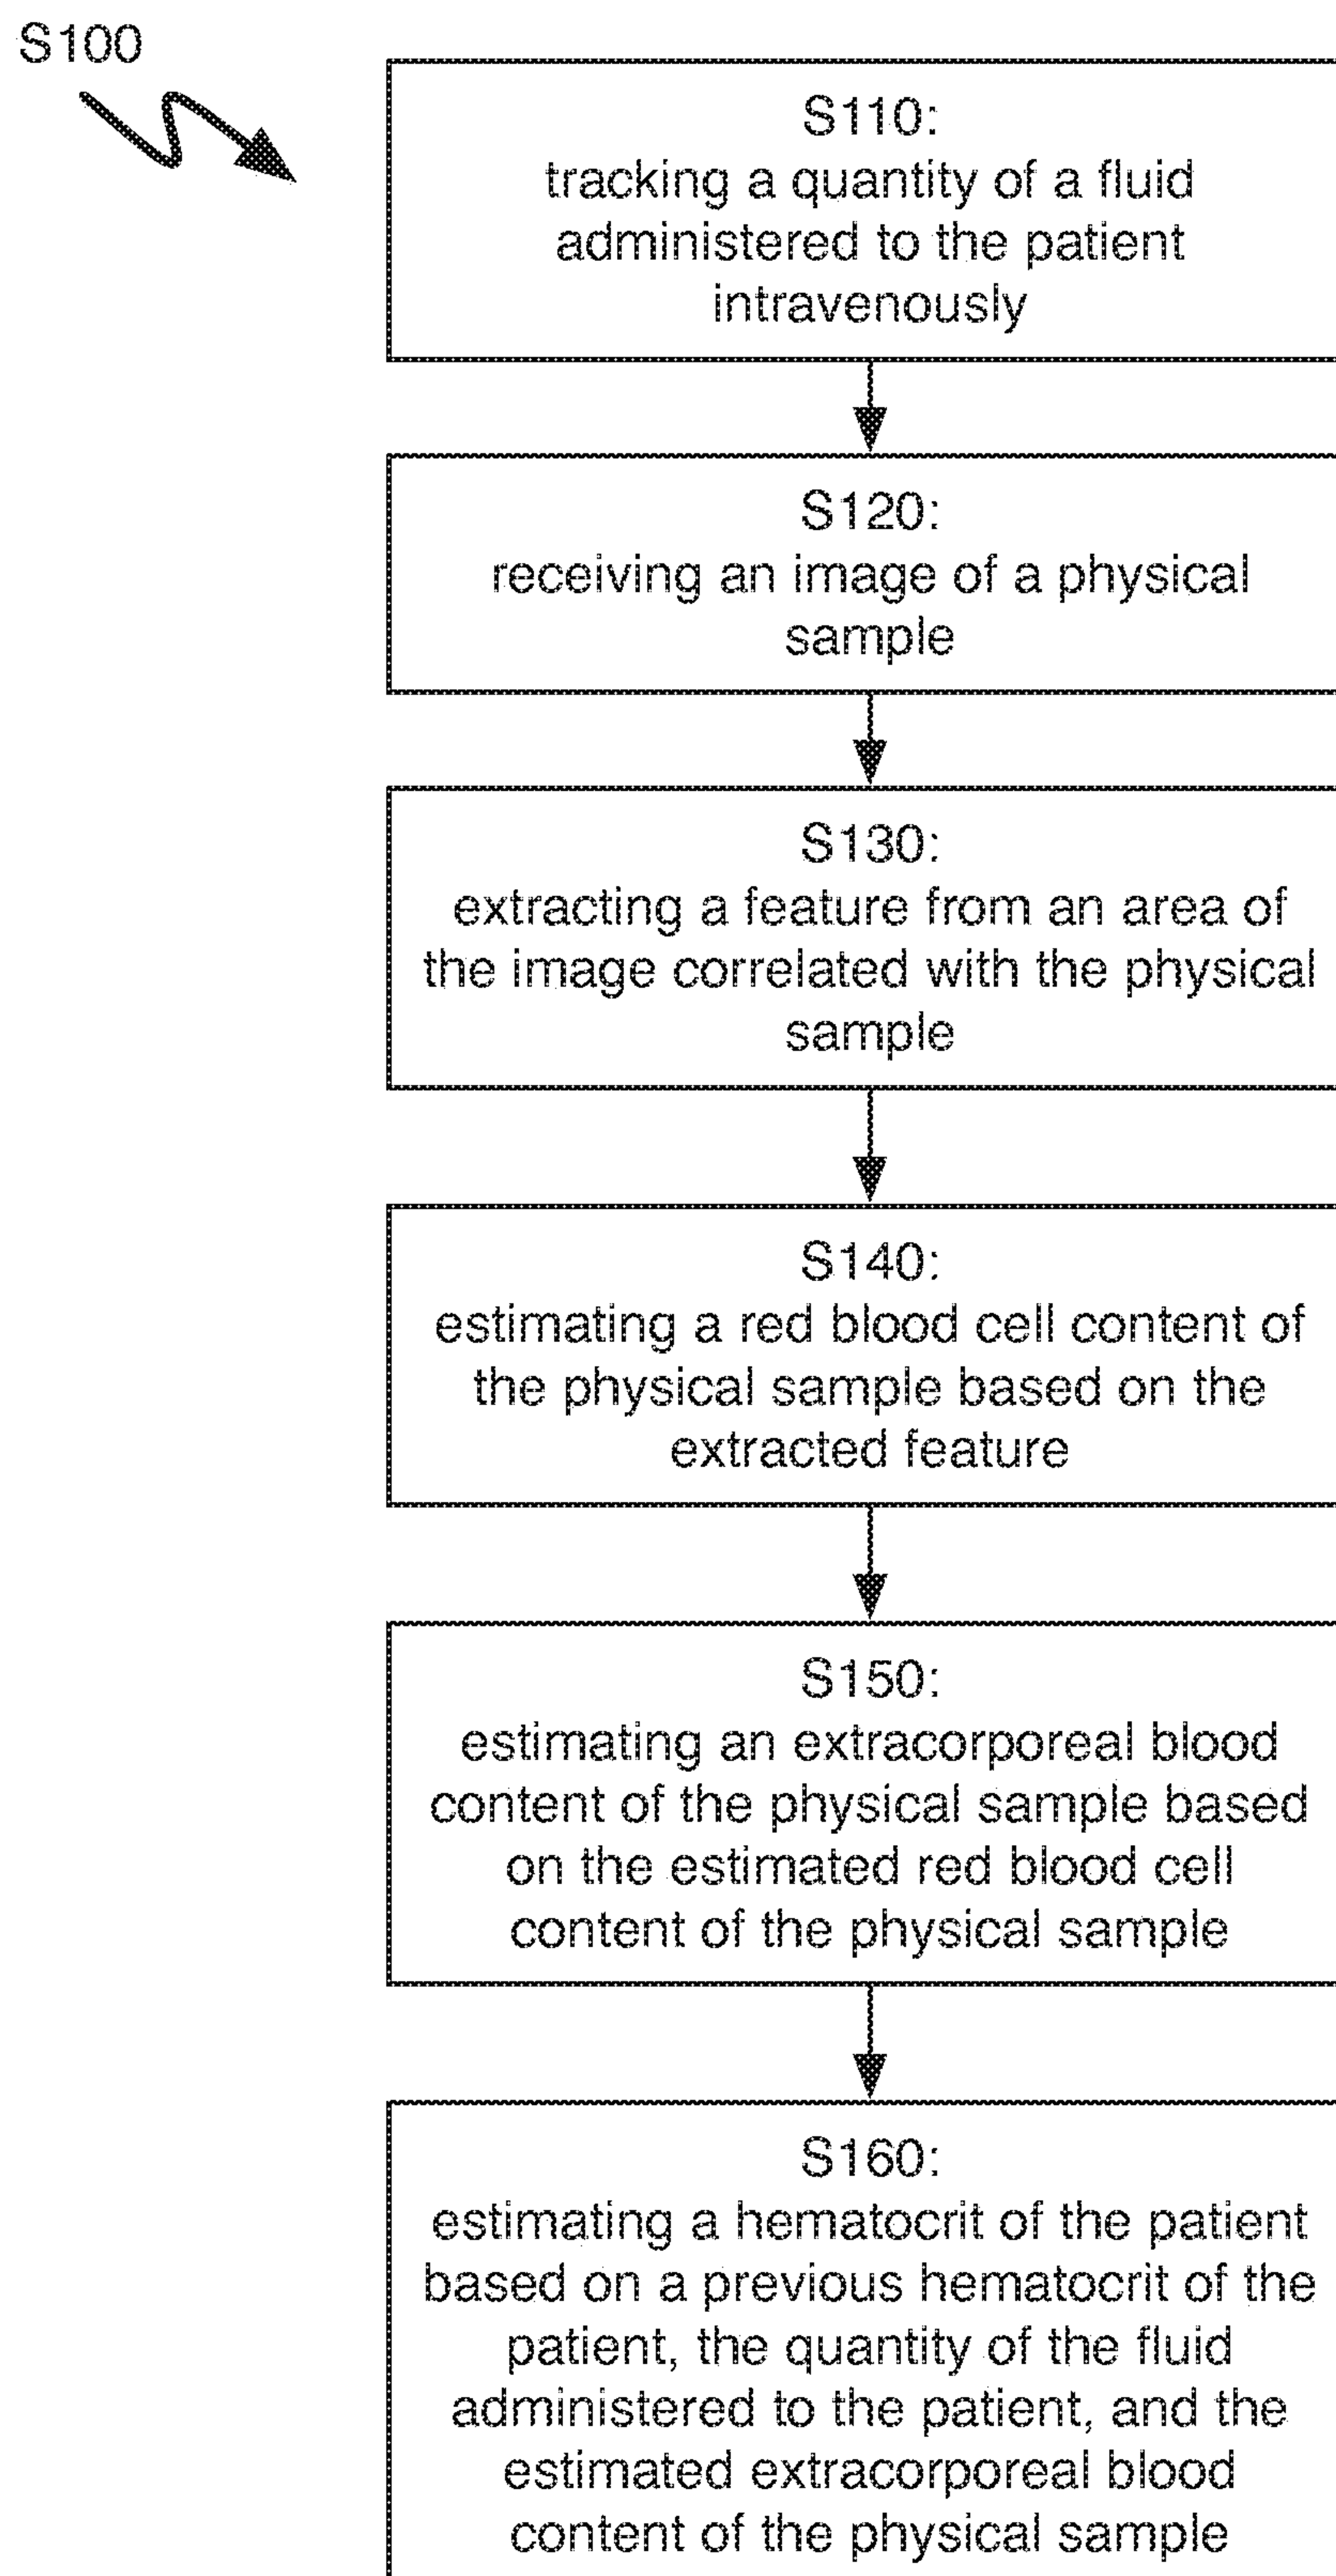 S100
S110:
tracking a quantity of a fluid
administered to the patient
intravenously
S120:
receiving an image of a physical
sample
S130:
extracting a feature from an area of
the image correlated with the physical
sample
S140:
estimating a red blood cell content of
the physical sample based on the
extracted feature
S150:
estimating an extracorporeal blood
content of the physical sample based
on the estimated red blood cell
content of the physical sample
S160:
estimating a hematocrit of the patient
based on a previous hematocrit of the
patient, the quantity of the fluid
administered to the patient, and the
estimated extracorporeal blood
content of the physical sample